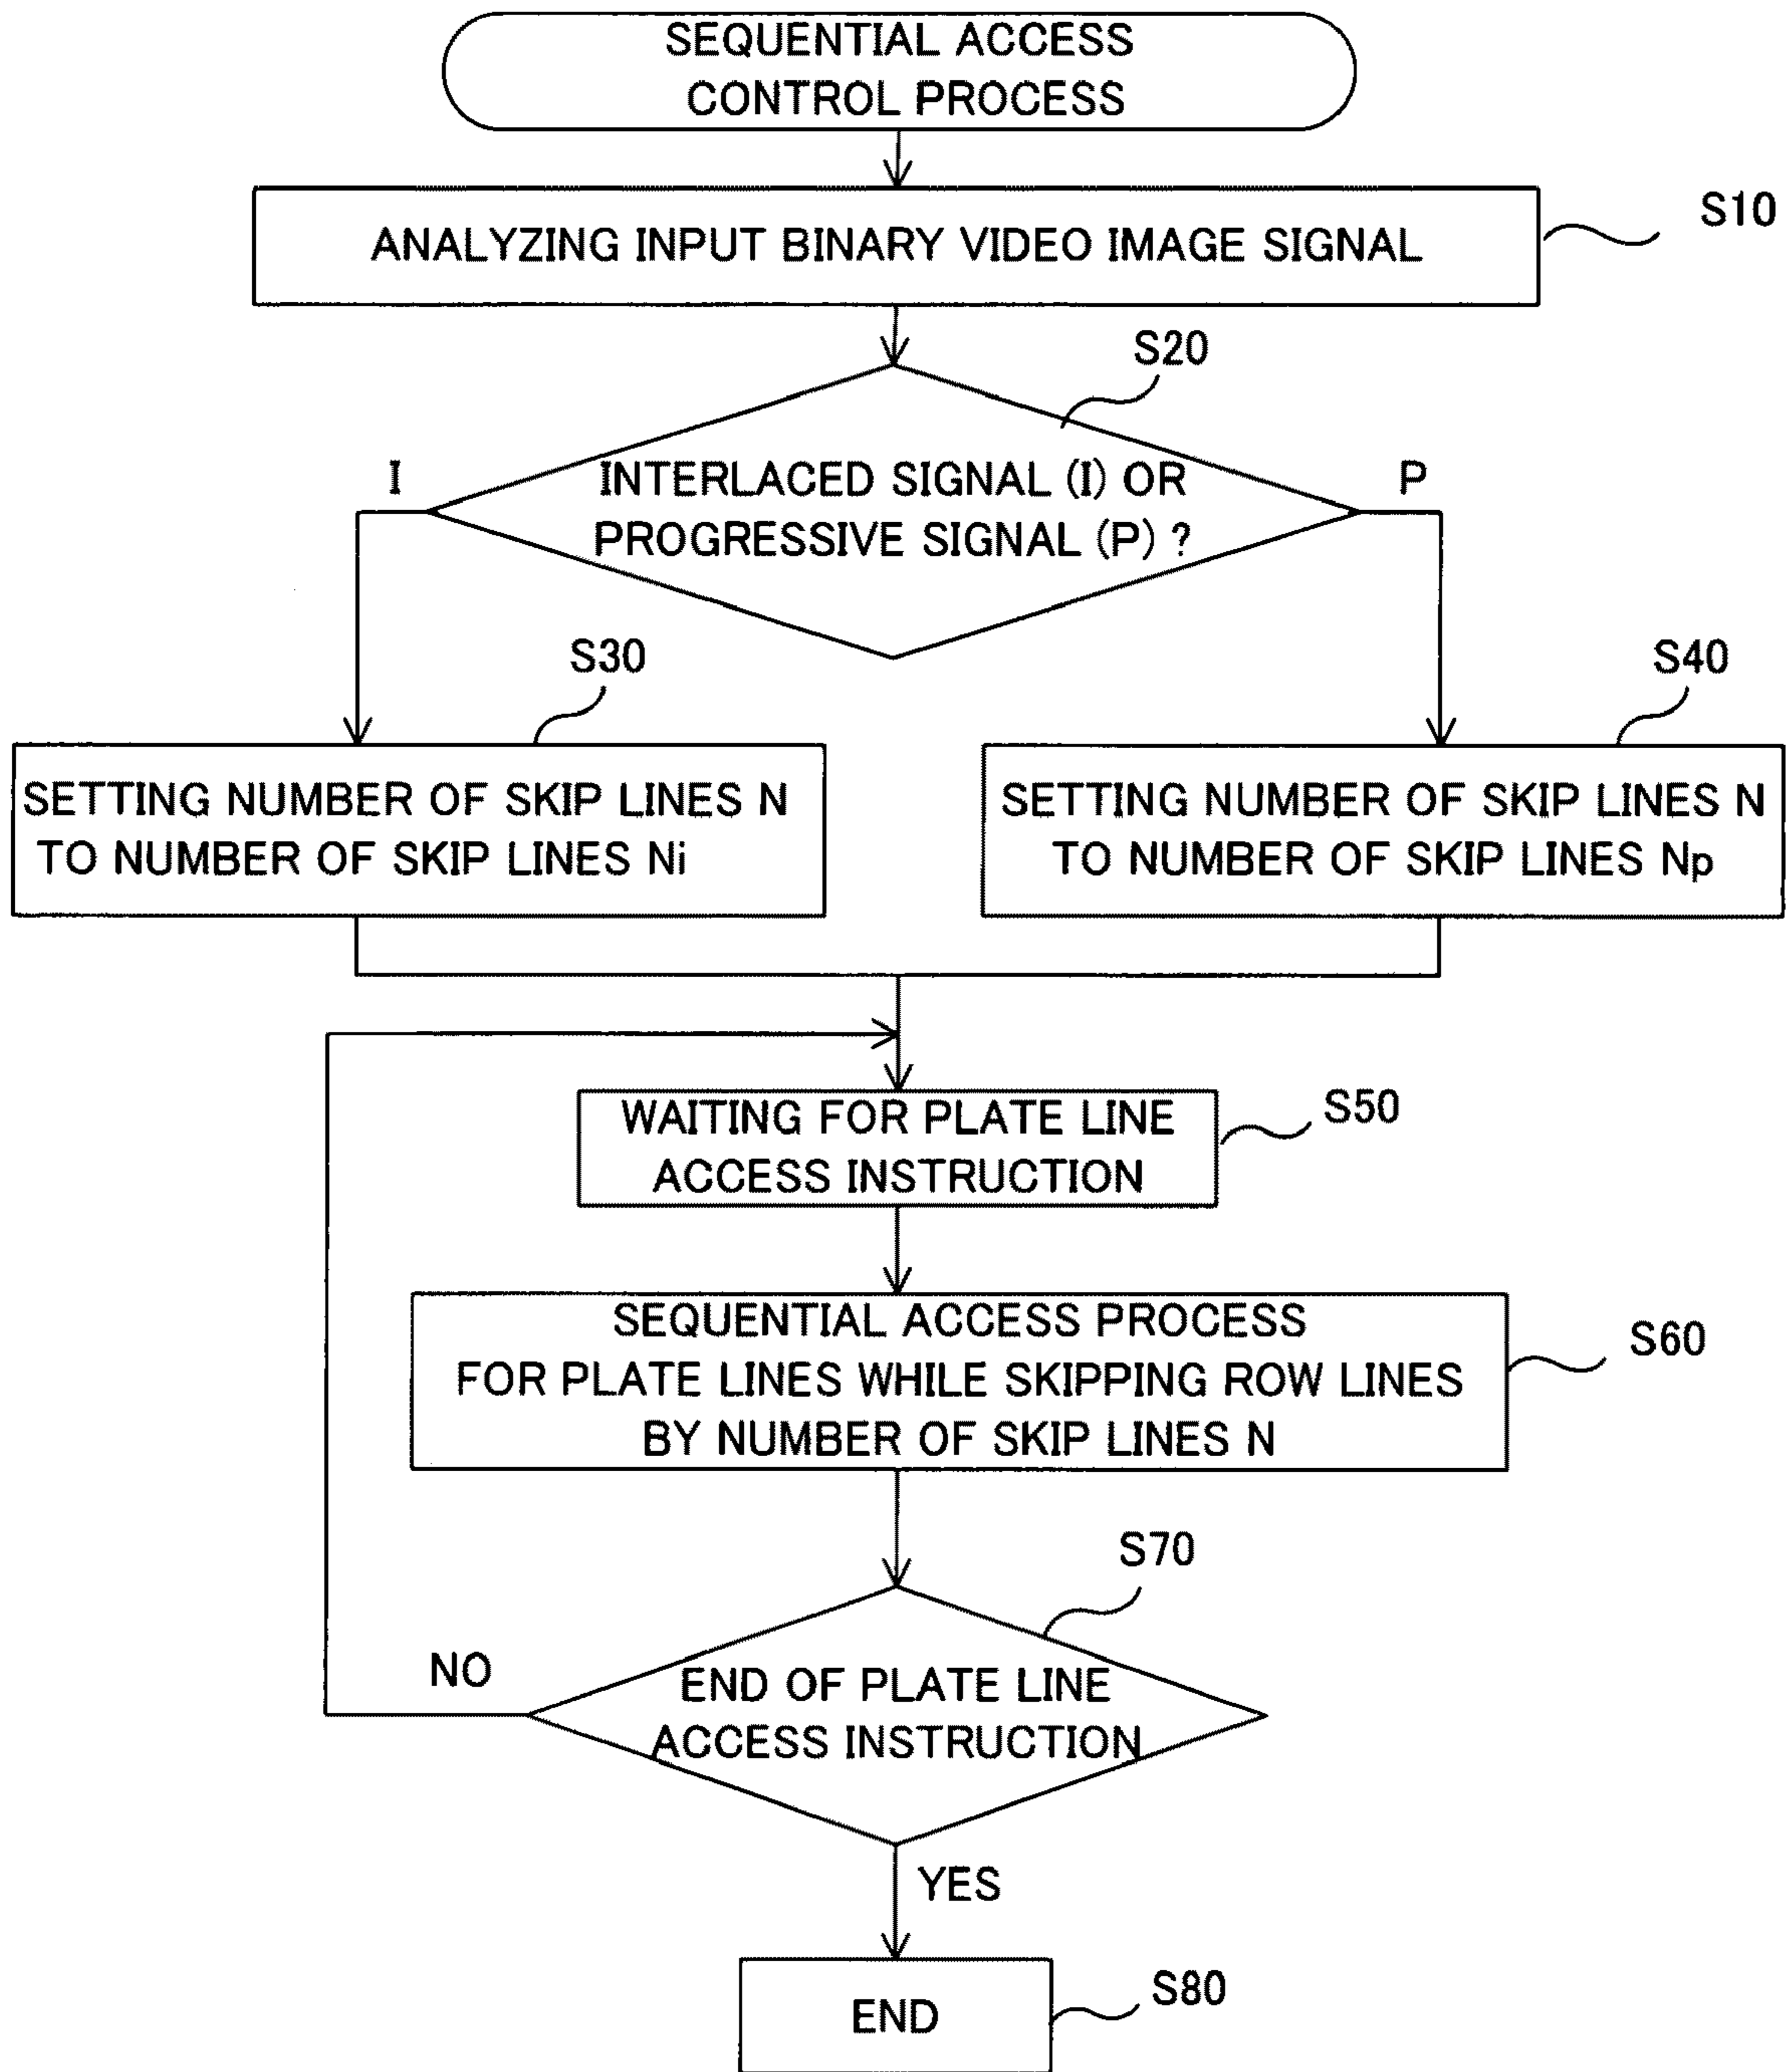 SEQUENTIAL ACCESS
CONTROL PROCESS
S10
ANALYZING INPUT BINARY VIDEO IMAGE SIGNAL
S20
I
INTERLACED SIGNAL (I) OR
PROGRESSIVE SIGNAL (P) ?
P
S30
SETTING NUMBER OF SKIP LINES N
TO NUMBER OF SKIP LINES Ni
S40
SETTING NUMBER OF SKIP LINES N
TO NUMBER OF SKIP LINES Np
WAITING FOR PLATE LINE
ACCESS INSTRUCTION
S50
SEQUENTIAL ACCESS PROCESS
FOR PLATE LINES WHILE SKIPPING ROW LINES
BY NUMBER OF SKIP LINES N
S60
S70
NO
END OF PLATE LINE
ACCESS INSTRUCTION
YES
END
S80